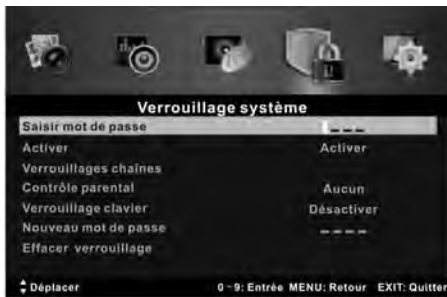 Verrouillage système
Saisir mot de passe _ _ _
Activer Activer
Verrouillages chaînes
Contrôle parental Aucun
Verrouillage clavier Désactiver
Nouveau mot de passe _ _ _ _
Effacer verrouillage
Déplacer 0~9: Entrée MENU: Retour EXIT: Quitter